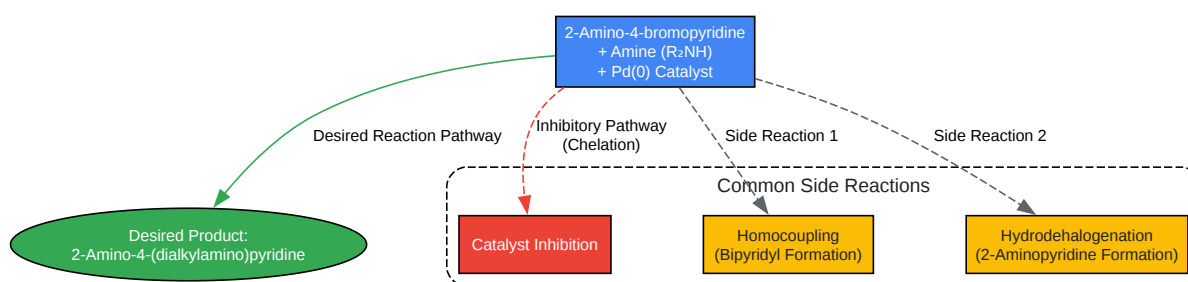 2-Amino-4-bromopyridine
+ Amine (R₂NH)
+ Pd(0) Catalyst
Desired Reaction Pathway
Inhibitory Pathway
(Chelation)
Side Reaction 1
Side Reaction 2
Common Side Reactions
Desired Product:
2-Amino-4-(dialkylamino)pyridine
Catalyst Inhibition
Homocoupling
(Bipyridyl Formation)
Hydrodehalogenation
(2-Aminopyridine Formation)